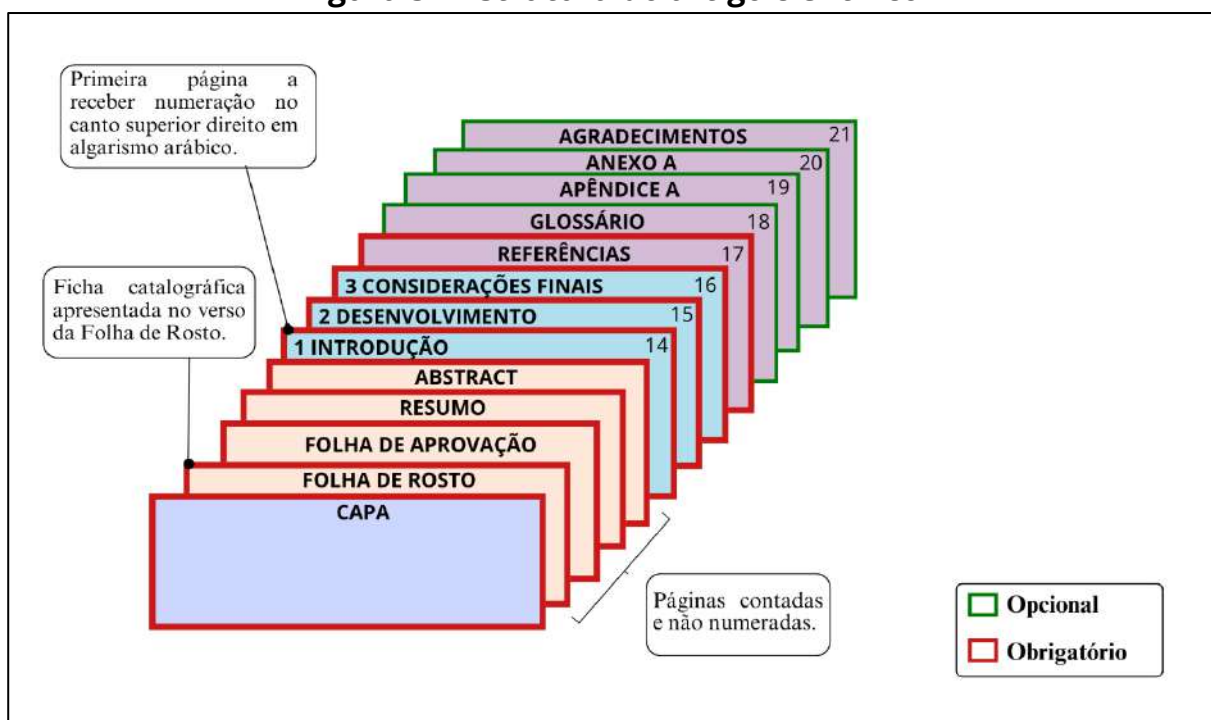 Primeira página a
receber numeração no
canto superior direito em
algarismo arábico.
AGRADECIMENTOS 21
ANEXO A 20
APÊNDICE A 19
GLOSSÁRIO 18
REFERÊNCIAS 17
3 CONSIDERAÇÕES FINAIS 16
2 DESENVOLVIMENTO 15
1 INTRODUÇÃO 14
ABSTRACT
RESUMO
FOLHA DE APROVAÇÃO
FOLHA DE ROSTO
CAPA
Ficha catalográfica
apresentada no verso
da Folha de Rosto.
Páginas contadas
e não numeradas.
Opcional
Obrigatório